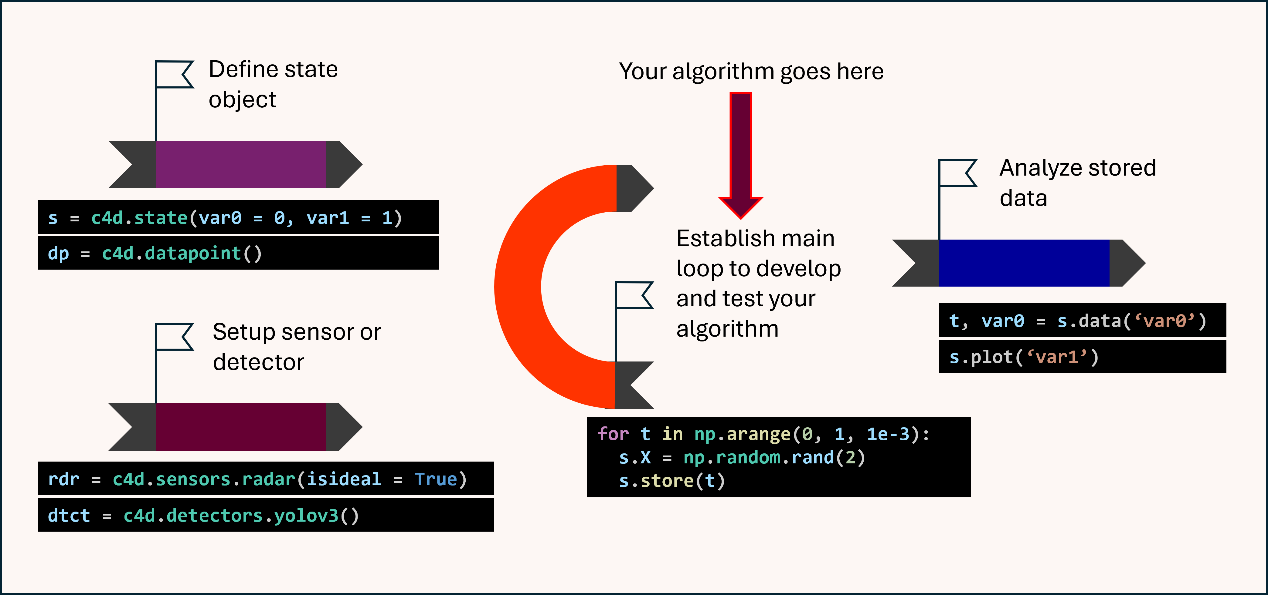 Define state
object
s = c4d.state(var0 = 0, var1 = 1)
dp = c4d.datapoint()
Setup sensor or
detector
rdr = c4d.sensors.radar(isideal = True)
dtct = c4d.detectors.yolov3()
Your algorithm goes here
Establish main
loop to develop
and test your
algorithm
for t in np.arange(0, 1, 1e-3):
  s.X = np.random.rand(2)
  s.store(t)
Analyze stored
data
t, var0 = s.data(‘var0’)
s.plot(‘var1’)